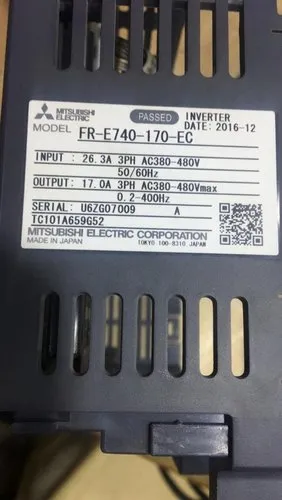 MITSUBISHI
ELECTRIC
PASSED INVERTER
DATE: 2016-12
MODEL FR-E740-170-EC
INPUT : 26.3A 3PH AC380-480V
50/60Hz
OUTPUT: 17.0A 3PH AC380-480Vmax
0.2-400Hz
SERIAL: U6ZG07009 A
TC101A659G52
MITSUBISHI ELECTRIC CORPORATION
MADE IN JAPAN TOKYO 100-8310 JAPAN